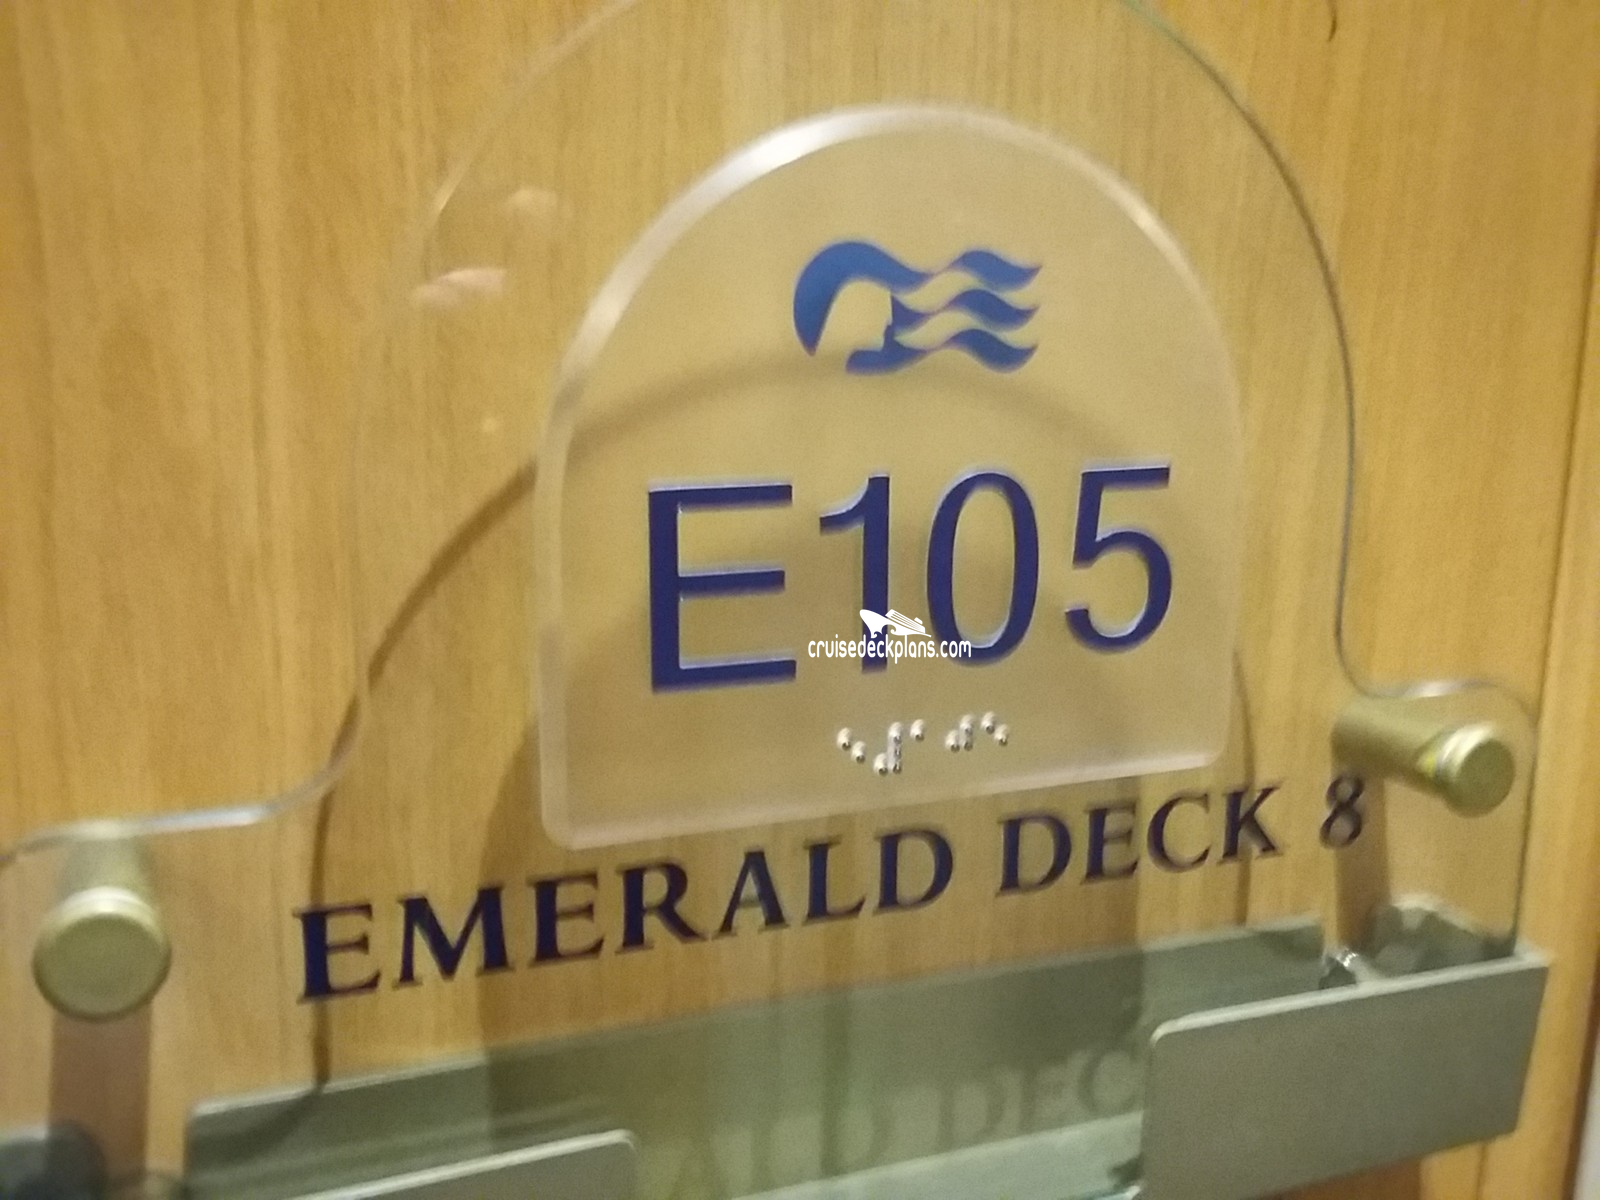 E105
cruisedeckplans.com
EMERALD DECK 8